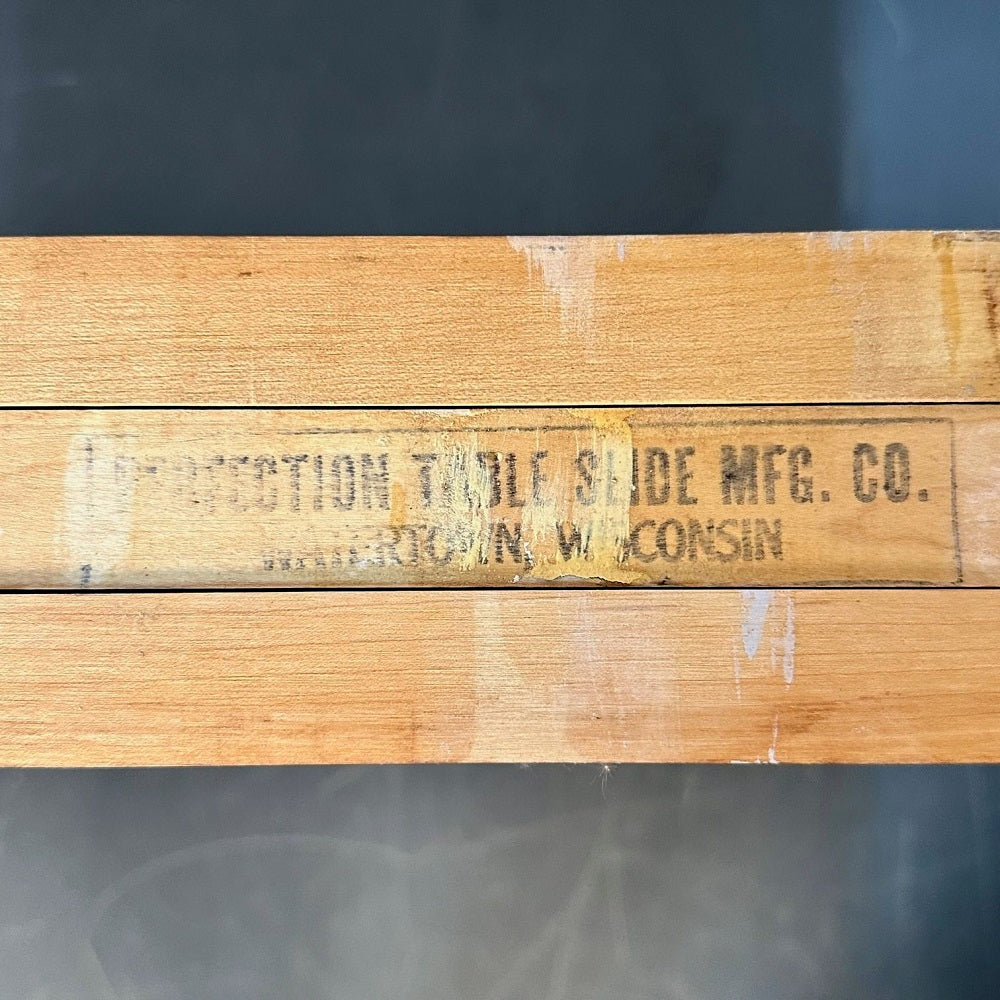 PERFECTION TABLE SLIDE MFG. CO.
WATERTOWN, WISCONSIN